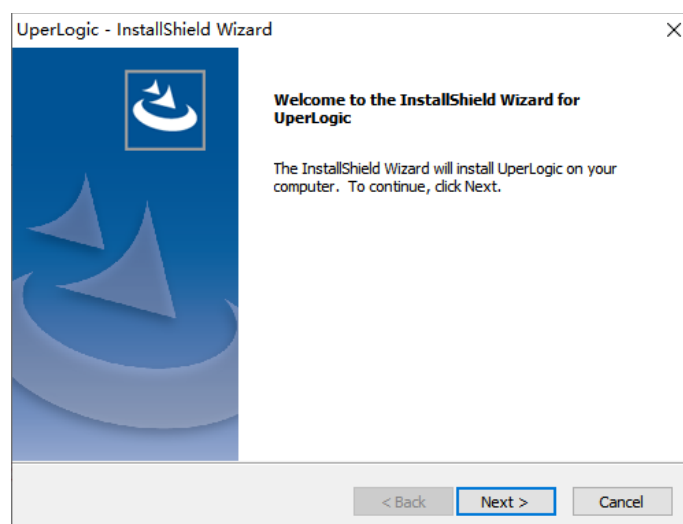 UperLogic - InstallShield Wizard
Welcome to the InstallShield Wizard for
UperLogic
The InstallShield Wizard will install UperLogic on your
computer.  To continue, click Next.
< Back
Next >
Cancel